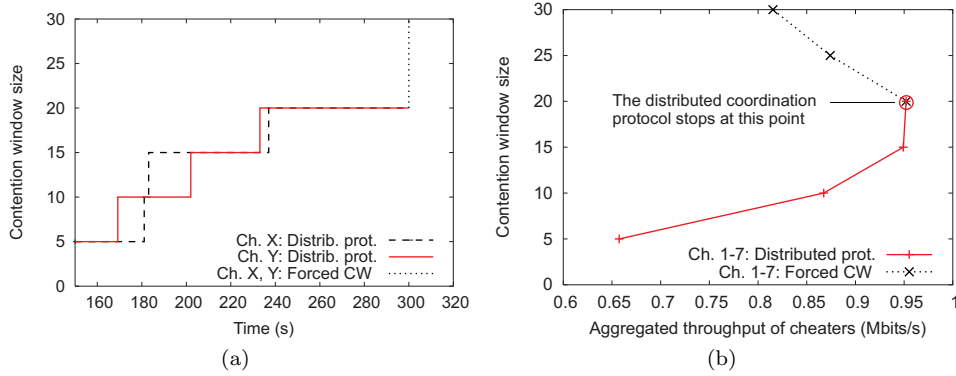 30
25
20
15
10
5
0
Contention window size
160 180 200 220 240 260 280 300 320
Time (s)
Ch. X: Distrib. prot.
Ch. Y: Distrib. prot.
Ch. X, Y: Forced CW
(a)
30
25
20
15
10
5
0
Contention window size
The distributed coordination
protocol stops at this point
Ch. 1-7: Distributed prot.
Ch. 1-7: Forced CW
0.6 0.65 0.7 0.75 0.8 0.85 0.9 0.95 1
Aggregated throughput of cheaters (Mbits/s)
(b)